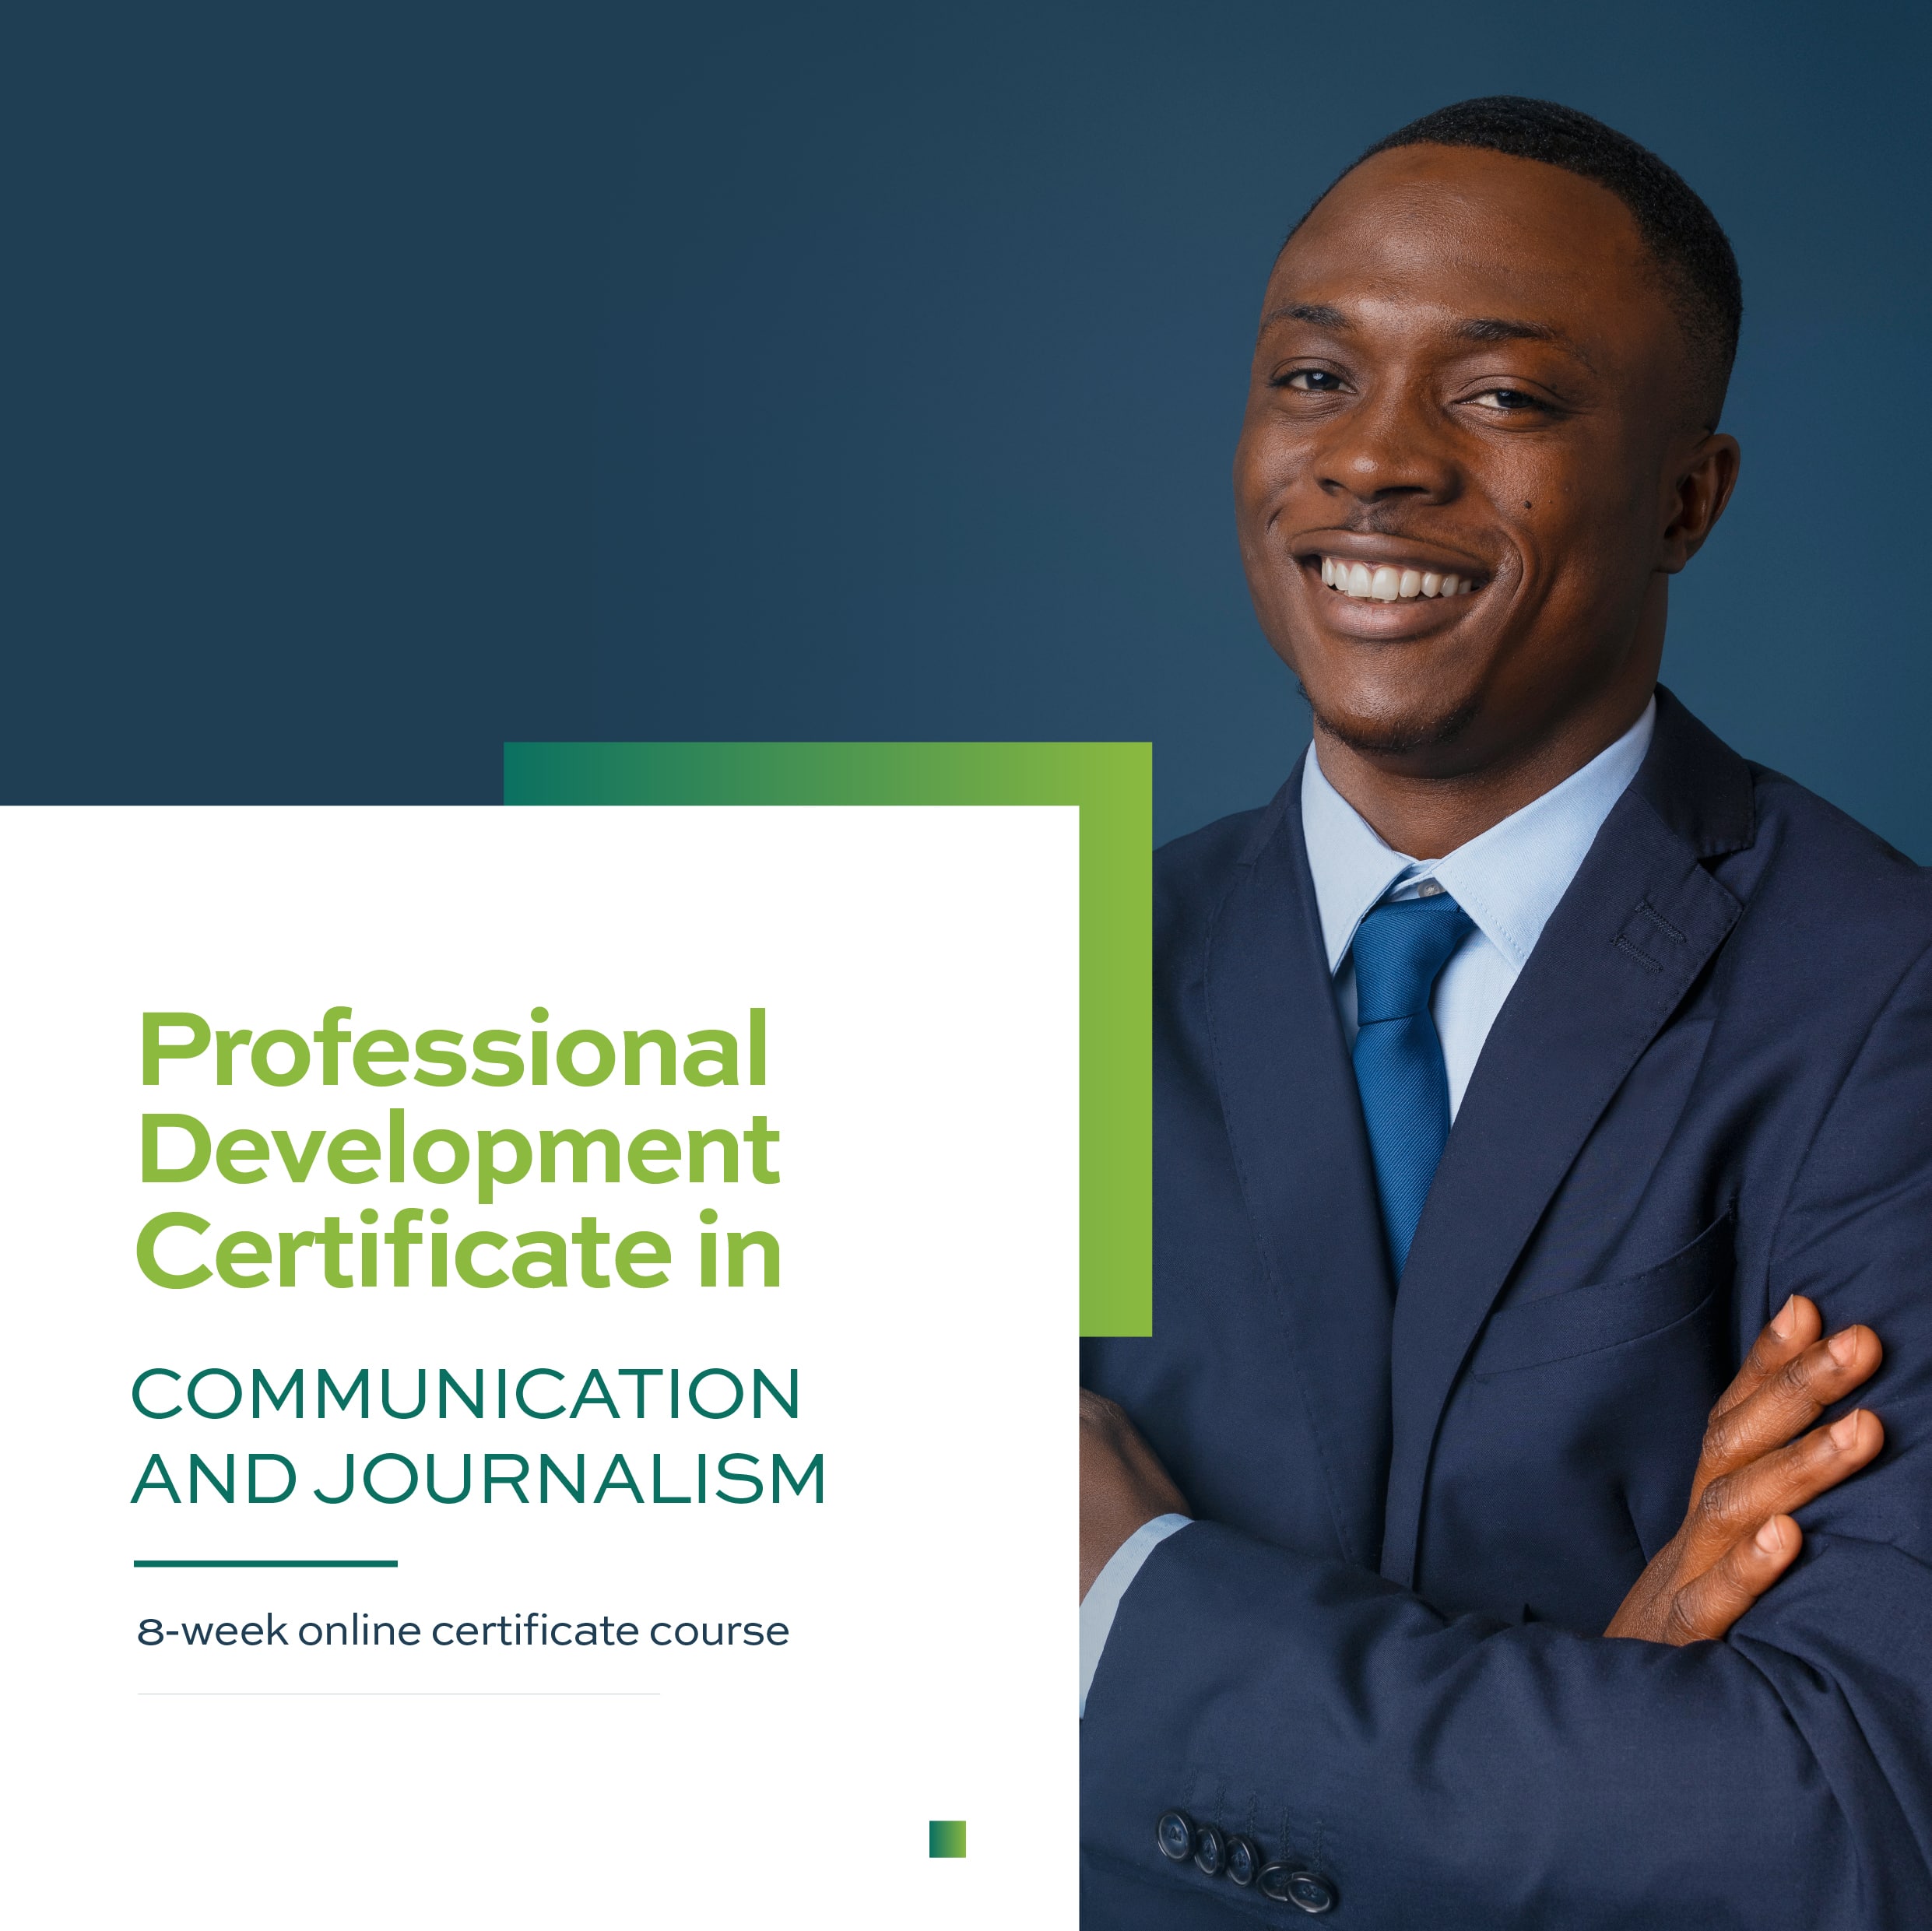 Professional
Development
Certificate in
COMMUNICATION
AND JOURNALISM
8-week online certificate course